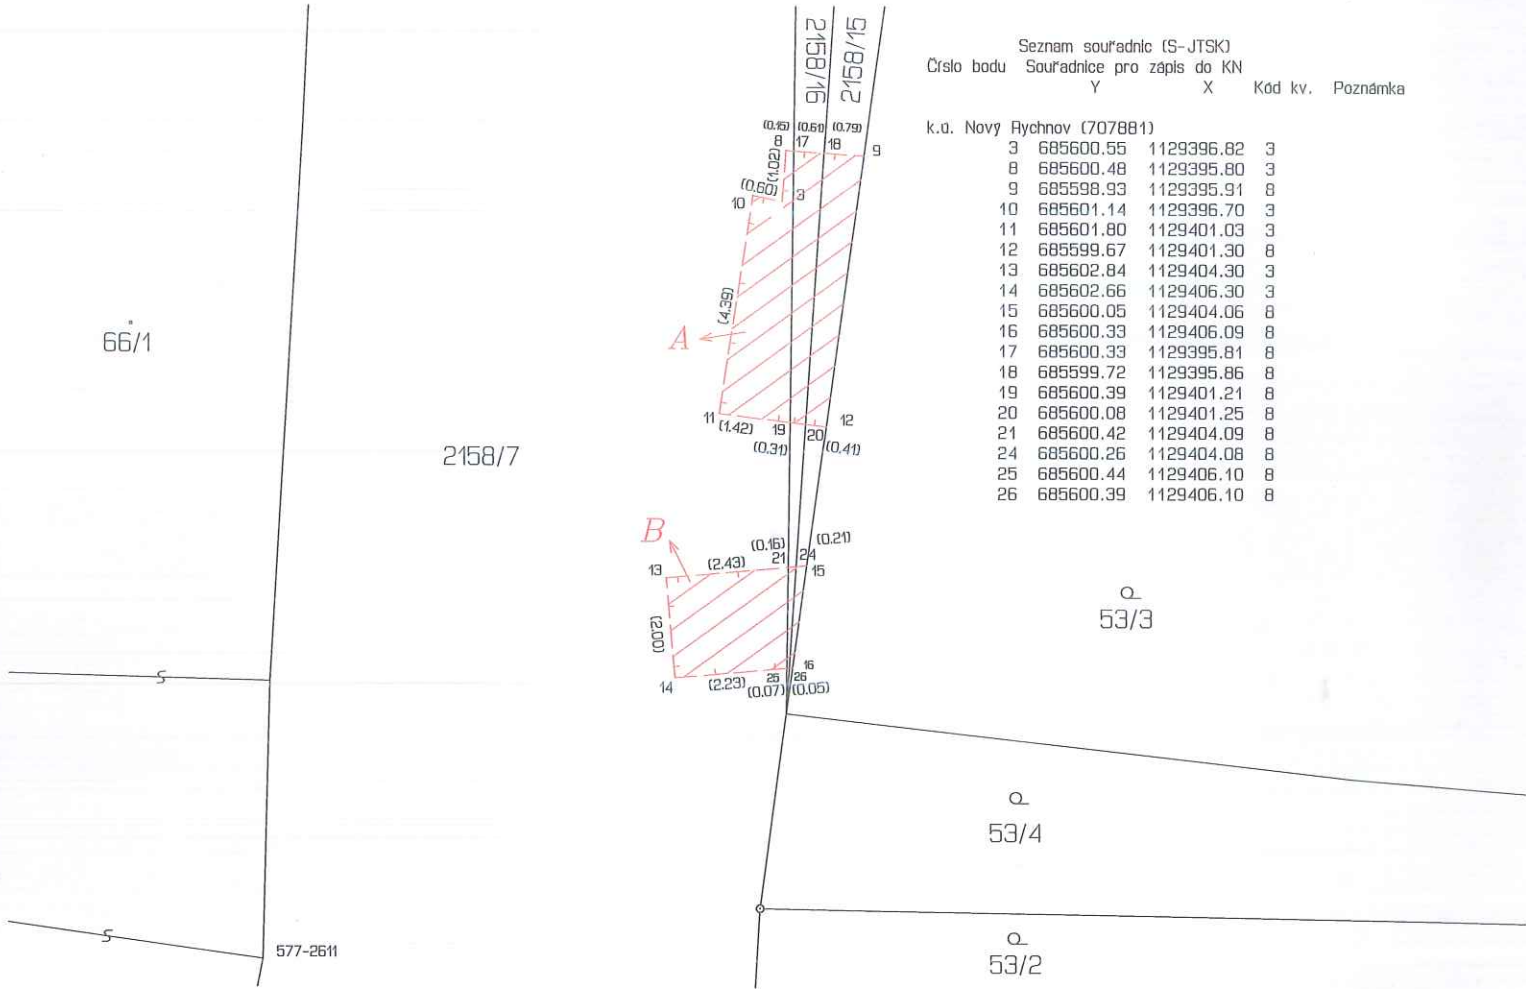 2158/16
2158/15
Seznam souřadnic (S-JTSK)
Číslo bodu Souřadnice pro zápis do KN
Y X Kód kv. Poznámka
k.ú. Nový Rychnov (707881)
3 685600.55 1129396.82 3
8 685600.48 1129395.80 3
9 685598.93 1129395.91 8
10 685601.14 1129396.70 3
11 685601.80 1129401.03 3
12 685599.67 1129401.30 8
13 685602.84 1129404.30 3
14 685602.66 1129406.30 3
15 685600.05 1129404.06 8
16 685600.33 1129406.09 8
17 685600.33 1129395.81 8
18 685599.72 1129395.86 8
19 685600.39 1129401.21 8
20 685600.08 1129401.25 8
21 685600.42 1129404.09 8
24 685600.26 1129404.08 8
25 685600.44 1129406.10 8
26 685600.39 1129406.10 8
(0.15) (0.61) (0.79)
8 17 18 9
(1.02)
(0.60)
10 3
(4.39)
A
66/1
11 (1.42) 19 20 12
(0.31) (0.41)
2158/7
B
(0.16) (0.21)
13 (2.43) 21 24 15
(2.00)
14 (2.23) 25 26 16
(0.07) (0.05)
53/3
53/4
53/2
577-2611